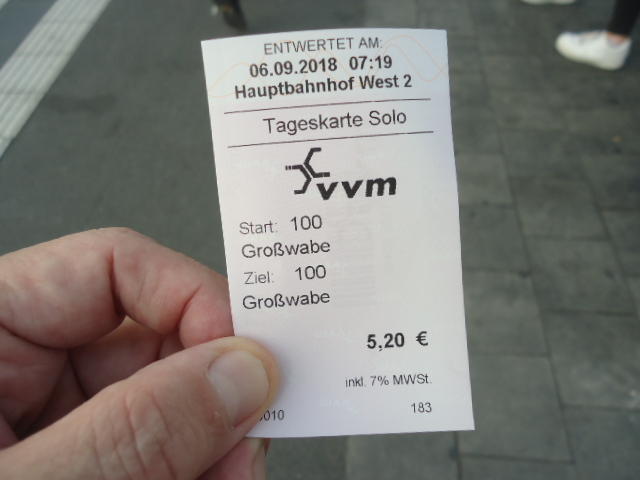 ENTWERTET AM:
06.09.2018 07:19
Hauptbahnhof West 2
Tageskarte Solo
vvm
Start: 100
Großwabe
Ziel: 100
Großwabe
5,20 €
inkl. 7% MWSt.
183